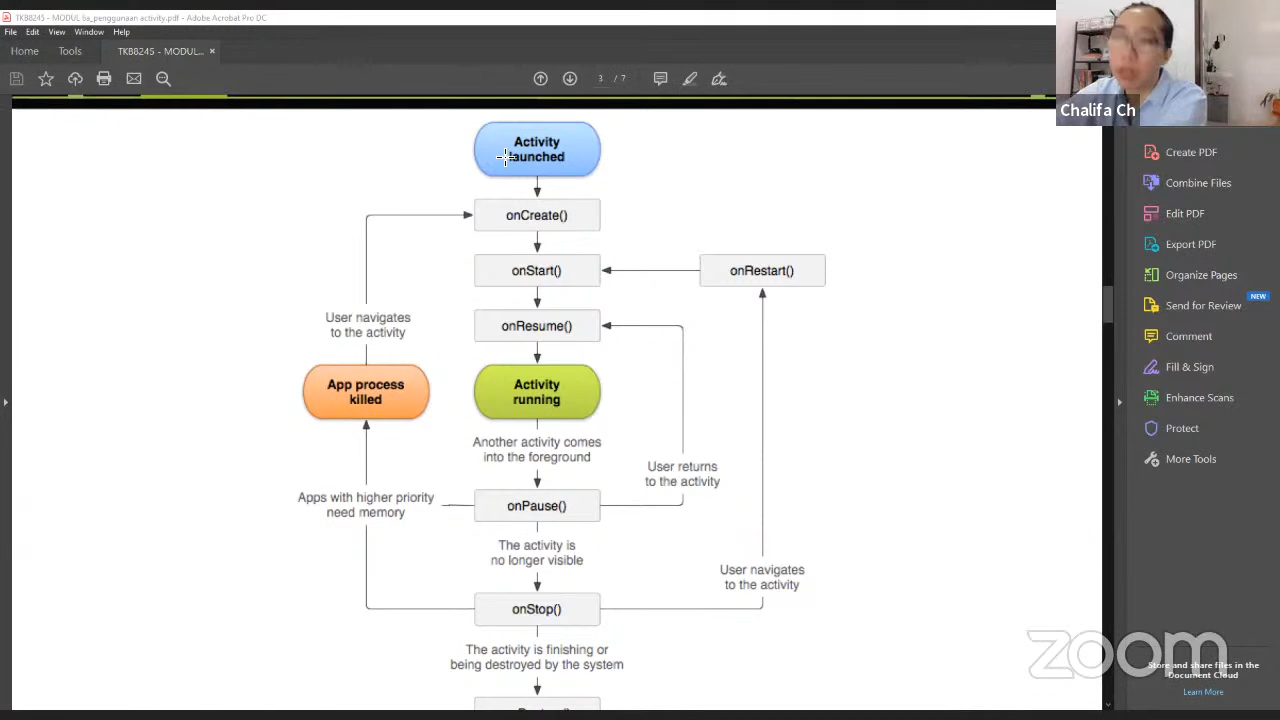 TKB8245 - MODUL 6a_penggunaan activity.pdf - Adobe Acrobat Pro DC
File Edit View Window Help
Home Tools TKB8245 - MODUL... ×
3 / 7
Chalifa Ch
Activity
launched
onCreate()
onStart()
onRestart()
onResume()
User navigates
to the activity
App process
killed
Activity
running
Another activity comes
into the foreground
User returns
to the activity
Apps with higher priority
need memory
onPause()
The activity is
no longer visible
User navigates
to the activity
onStop()
The activity is finishing or
being destroyed by the system
Create PDF
Combine Files
Edit PDF
Export PDF
Organize Pages
Send for Review NEW
Comment
Fill & Sign
Enhance Scans
Protect
More Tools
zoom
Store and share files in the
Document Cloud
Learn More